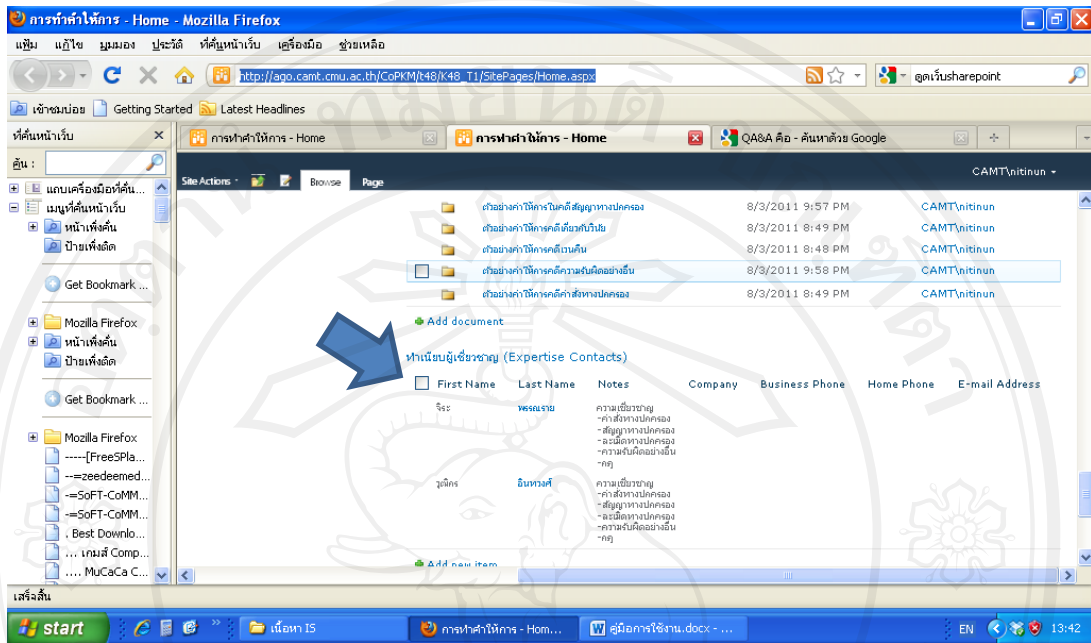 การทำคำให้การ - Home - Mozilla Firefox
แฟ้ม แก้ไข มุมมอง ประวัติ ที่คั่นหน้าเว็บ เครื่องมือ ช่วยเหลือ
http://ago.camt.cmu.ac.th/CoPKM/t48/K48_T1/SitePages/Home.aspx
ดูดเว็บsharepoint
เข้าชมบ่อย Getting Started Latest Headlines
ที่คั่นหน้าเว็บ
การทำคำให้การ - Home
การทำคำให้การ - Home
QA&A คือ - ค้นหาด้วย Google
ค้น :
Site Actions Browse Page
CAMT\nitinun
แถบเครื่องมือที่คั่น...
เมนูที่คั่นหน้าเว็บ
หน้าเพิ่งคั่น
ป้ายเพิ่งติด
Get Bookmark ...
Mozilla Firefox
หน้าเพิ่งคั่น
ป้ายเพิ่งติด
Get Bookmark ...
Mozilla Firefox
-----[FreeSPla...
--=zeedeemed...
-=SoFT-CoMM...
-=SoFT-CoMM...
. Best Downlo...
... เกมส์ Comp...
.... MuCaCa C...
ตัวอย่างคำให้การในคดีสัญญาทางปกครอง 8/3/2011 9:57 PM CAMT\nitinun
ตัวอย่างคำให้การคดีเกี่ยวกับวินัย 8/3/2011 8:49 PM CAMT\nitinun
ตัวอย่างคำให้การคดีเวนคืน 8/3/2011 8:48 PM CAMT\nitinun
ตัวอย่างคำให้การคดีความรับผิดอย่างอื่น 8/3/2011 9:58 PM CAMT\nitinun
ตัวอย่างคำให้การคดีคำสั่งทางปกครอง 8/3/2011 8:49 PM CAMT\nitinun
Add document
ทำเนียบผู้เชี่ยวชาญ (Expertise Contacts)
First Name Last Name Notes Company Business Phone Home Phone E-mail Address
จิระ พรรณราย ความเชี่ยวชาญ
-คำสั่งทางปกครอง
-สัญญาทางปกครอง
-ละเมิดทางปกครอง
-ความรับผิดอย่างอื่น
-กฎ
วุฒิกร อินทวงศ์ ความเชี่ยวชาญ
-คำสั่งทางปกครอง
-สัญญาทางปกครอง
-ละเมิดทางปกครอง
-ความรับผิดอย่างอื่น
-กฎ
Add new item
เสร็จสิ้น
start เนื้อหา IS การทำคำให้การ - Hom... คู่มือการใช้งาน.docx - ... EN 13:42